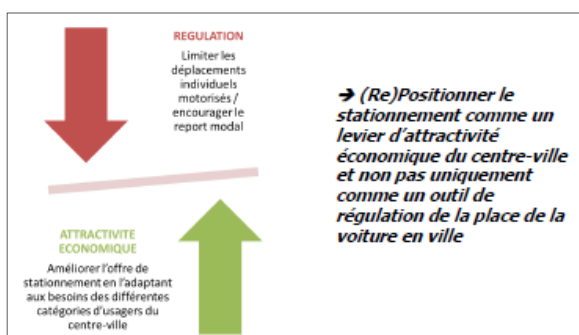 REGULATION
Limiter les
déplacements
individuels
motorisés /
encourager le
report modal
ATTRACTIVITE
ECONOMIQUE
Améliorer l'offre de
stationnement en l'adaptant
aux besoins des différentes
catégories d'usagers du
centre-ville
➔ (Re)Positionner le
stationnement comme un
levier d'attractivité
économique du centre-ville
et non pas uniquement
comme un outil de
régulation de la place de la
voiture en ville